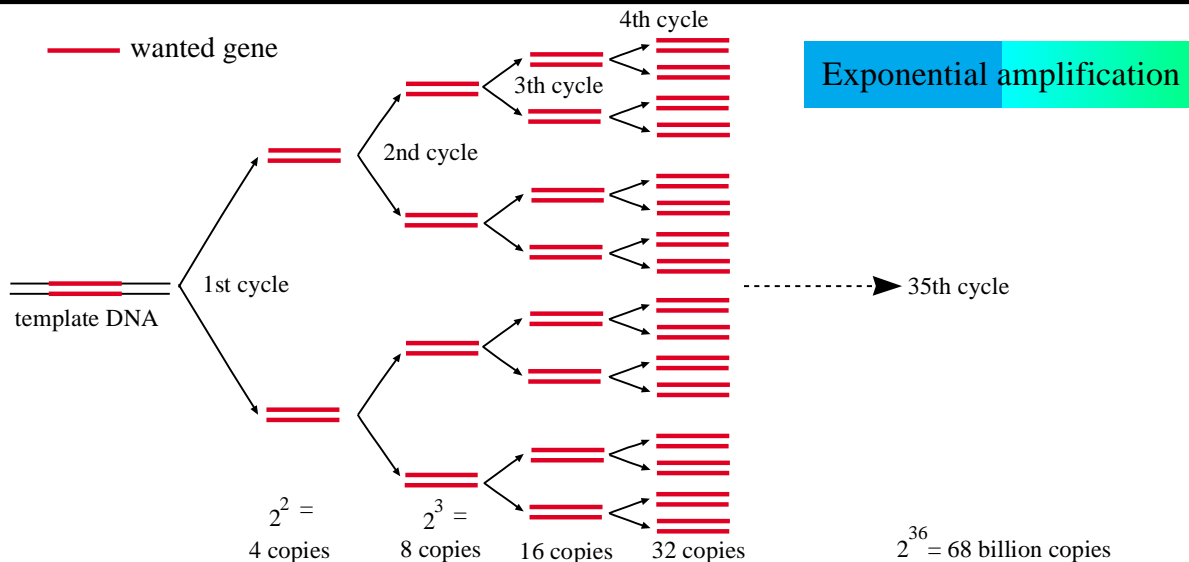 4th cycle
wanted gene
Exponential amplification
3th cycle
2nd cycle
1st cycle
35th cycle
template DNA
2^2 =
4 copies
2^3 =
8 copies
16 copies
32 copies
2^36 = 68 billion copies